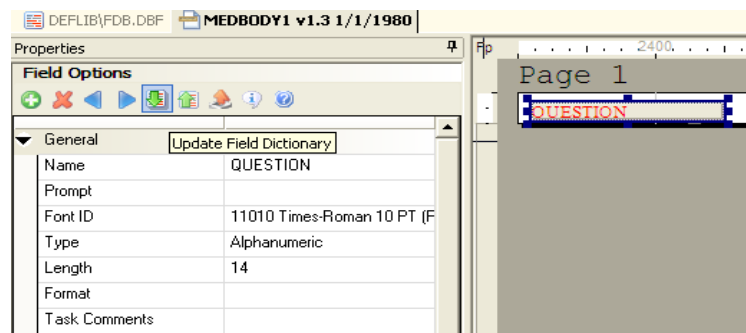 DEFLIB\FDB.DBF MEDBODY1 v1.3 1/1/1980
Properties
Field Options
Update Field Dictionary
General
Name QUESTION
Prompt
Font ID 11010 Times-Roman 10 PT (F
Type Alphanumeric
Length 14
Format
Task Comments
2400
Page 1
QUESTION